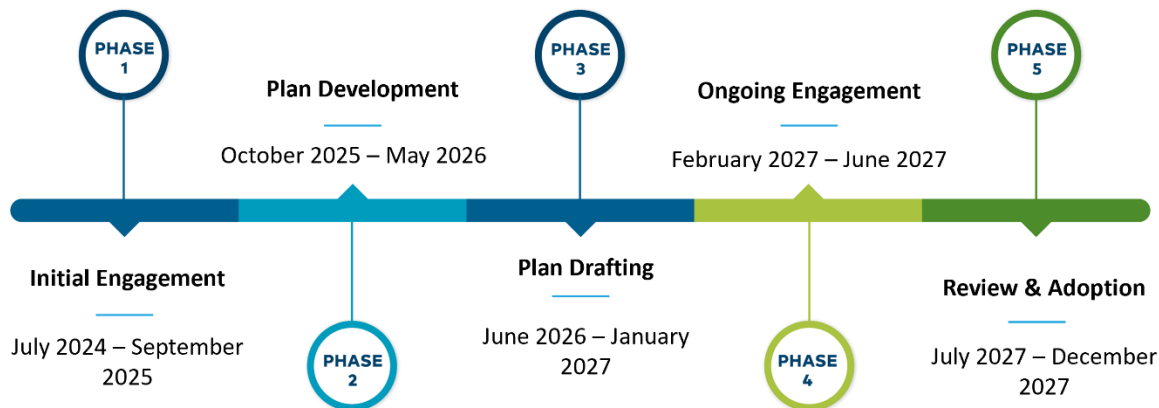 PHASE
1
Initial Engagement
July 2024 – September
2025
Plan Development
October 2025 – May 2026
PHASE
2
PHASE
3
Plan Drafting
June 2026 – January
2027
Ongoing Engagement
February 2027 – June 2027
PHASE
4
PHASE
5
Review & Adoption
July 2027 – December
2027